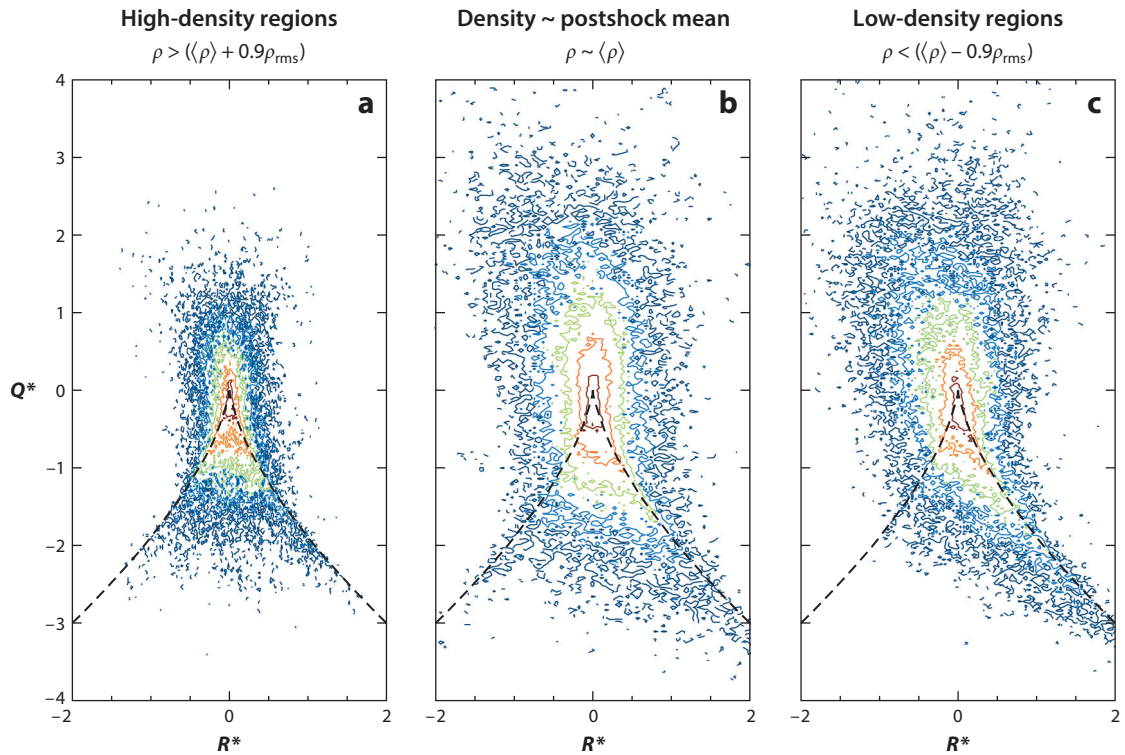 High-density regions
ρ > (⟨ρ⟩ + 0.9ρrms)
Density ~ postshock mean
ρ ~ ⟨ρ⟩
Low-density regions
ρ < (⟨ρ⟩ – 0.9ρrms)
a
b
c
4
3
2
1
0
–1
–2
–3
–4
Q*
–2
0
2
–2
0
2
–2
0
2
R*
R*
R*